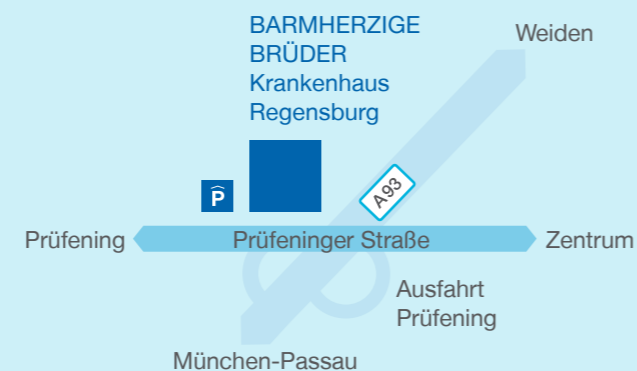 BARMHERZIGE
BRÜDER
Krankenhaus
Regensburg
Weiden
P
A93
Prüfening
Prüfeninger Straße
Zentrum
Ausfahrt
Prüfening
München-Passau